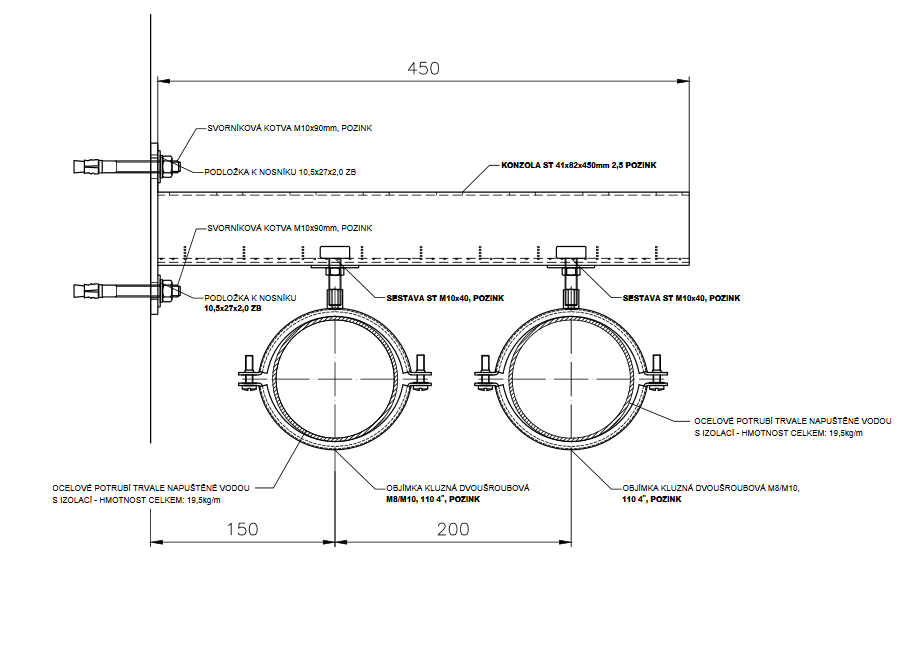 450
SVORNÍKOVÁ KOTVA M10x90mm, POZINK
KONZOLA ST 41x82x450mm 2,5 POZINK
PODLOŽKA K NOSNÍKU 10,5x27x2,0 ZB
SVORNÍKOVÁ KOTVA M10x90mm, POZINK
PODLOŽKA K NOSNÍKU
10,5x27x2,0 ZB
SESTAVA ST M10x40, POZINK
SESTAVA ST M10x40, POZINK
OCELOVÉ POTRUBÍ TRVALE NAPUŠTĚNÉ VODOU
S IZOLACÍ - HMOTNOST CELKEM: 19,5kg/m
OCELOVÉ POTRUBÍ TRVALE NAPUŠTĚNÉ VODOU
S IZOLACÍ - HMOTNOST CELKEM: 19,5kg/m
OBJÍMKA KLUZNÁ DVOUŠROUBOVÁ
M8/M10, 110 4", POZINK
OBJÍMKA KLUZNÁ DVOUŠROUBOVÁ M8/M10,
110 4", POZINK
150
200